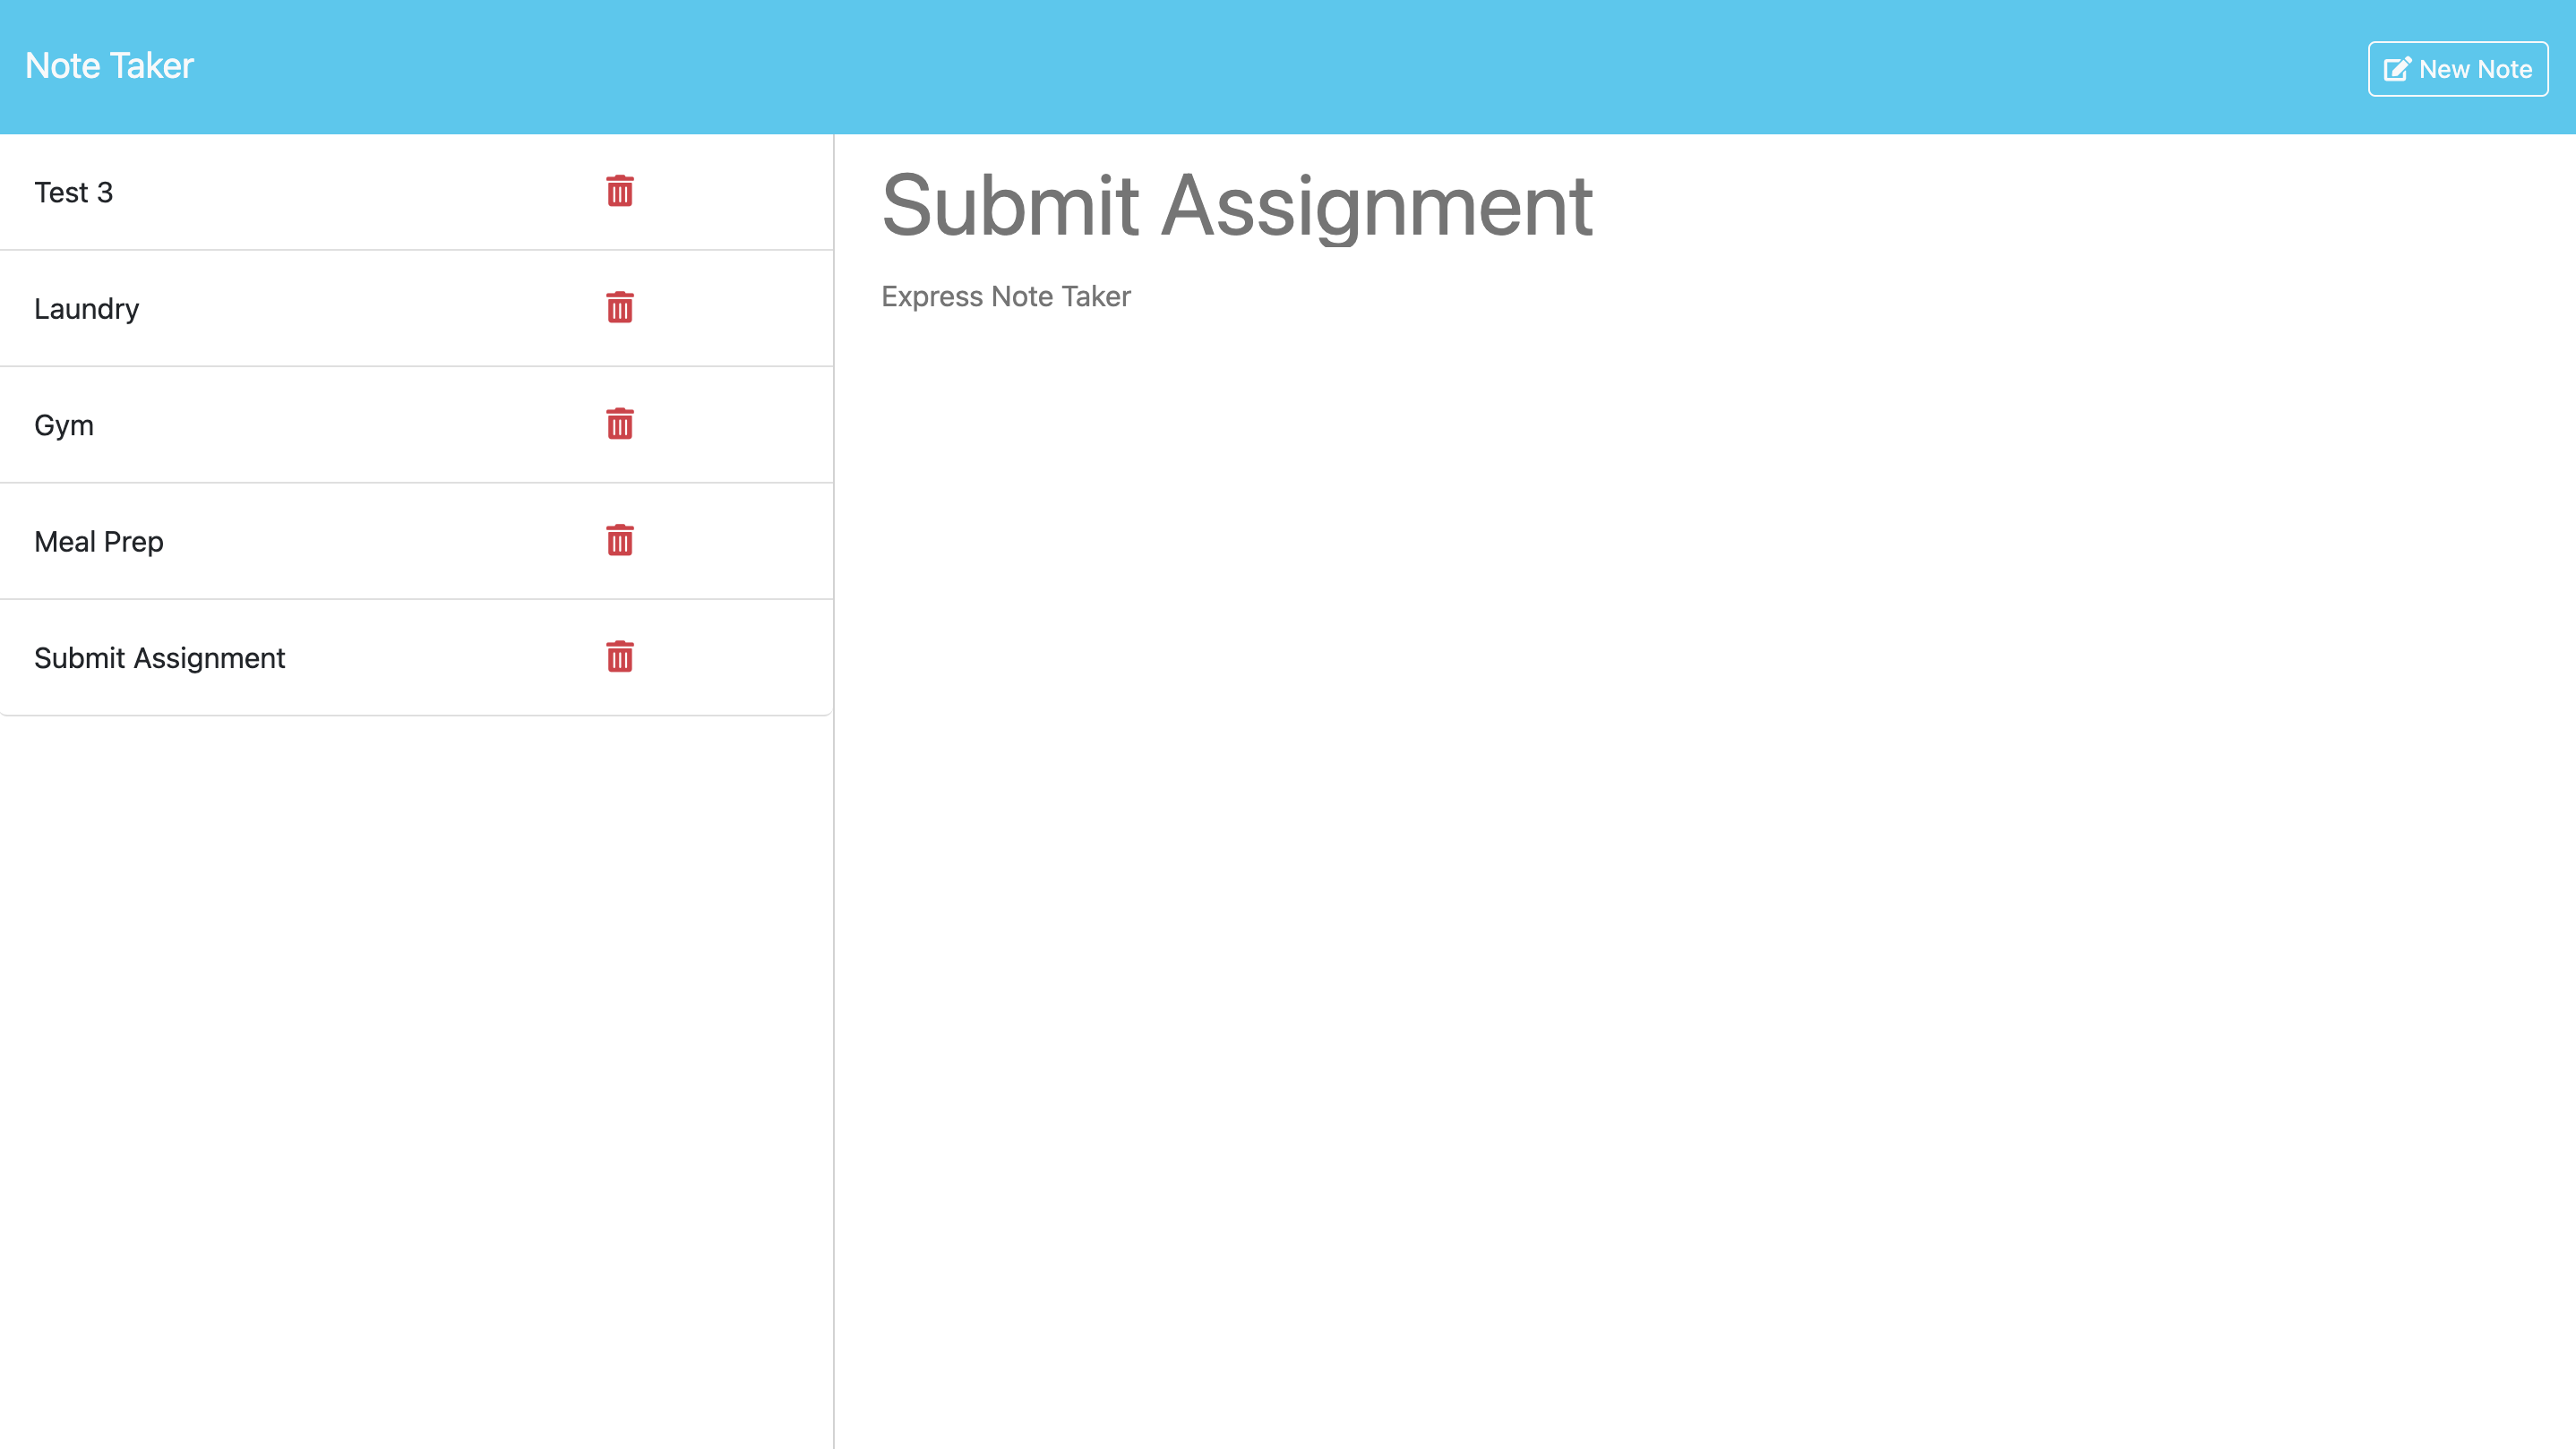 Note Taker
New Note
Test 3
Laundry
Gym
Meal Prep
Submit Assignment
Submit Assignment
Express Note Taker